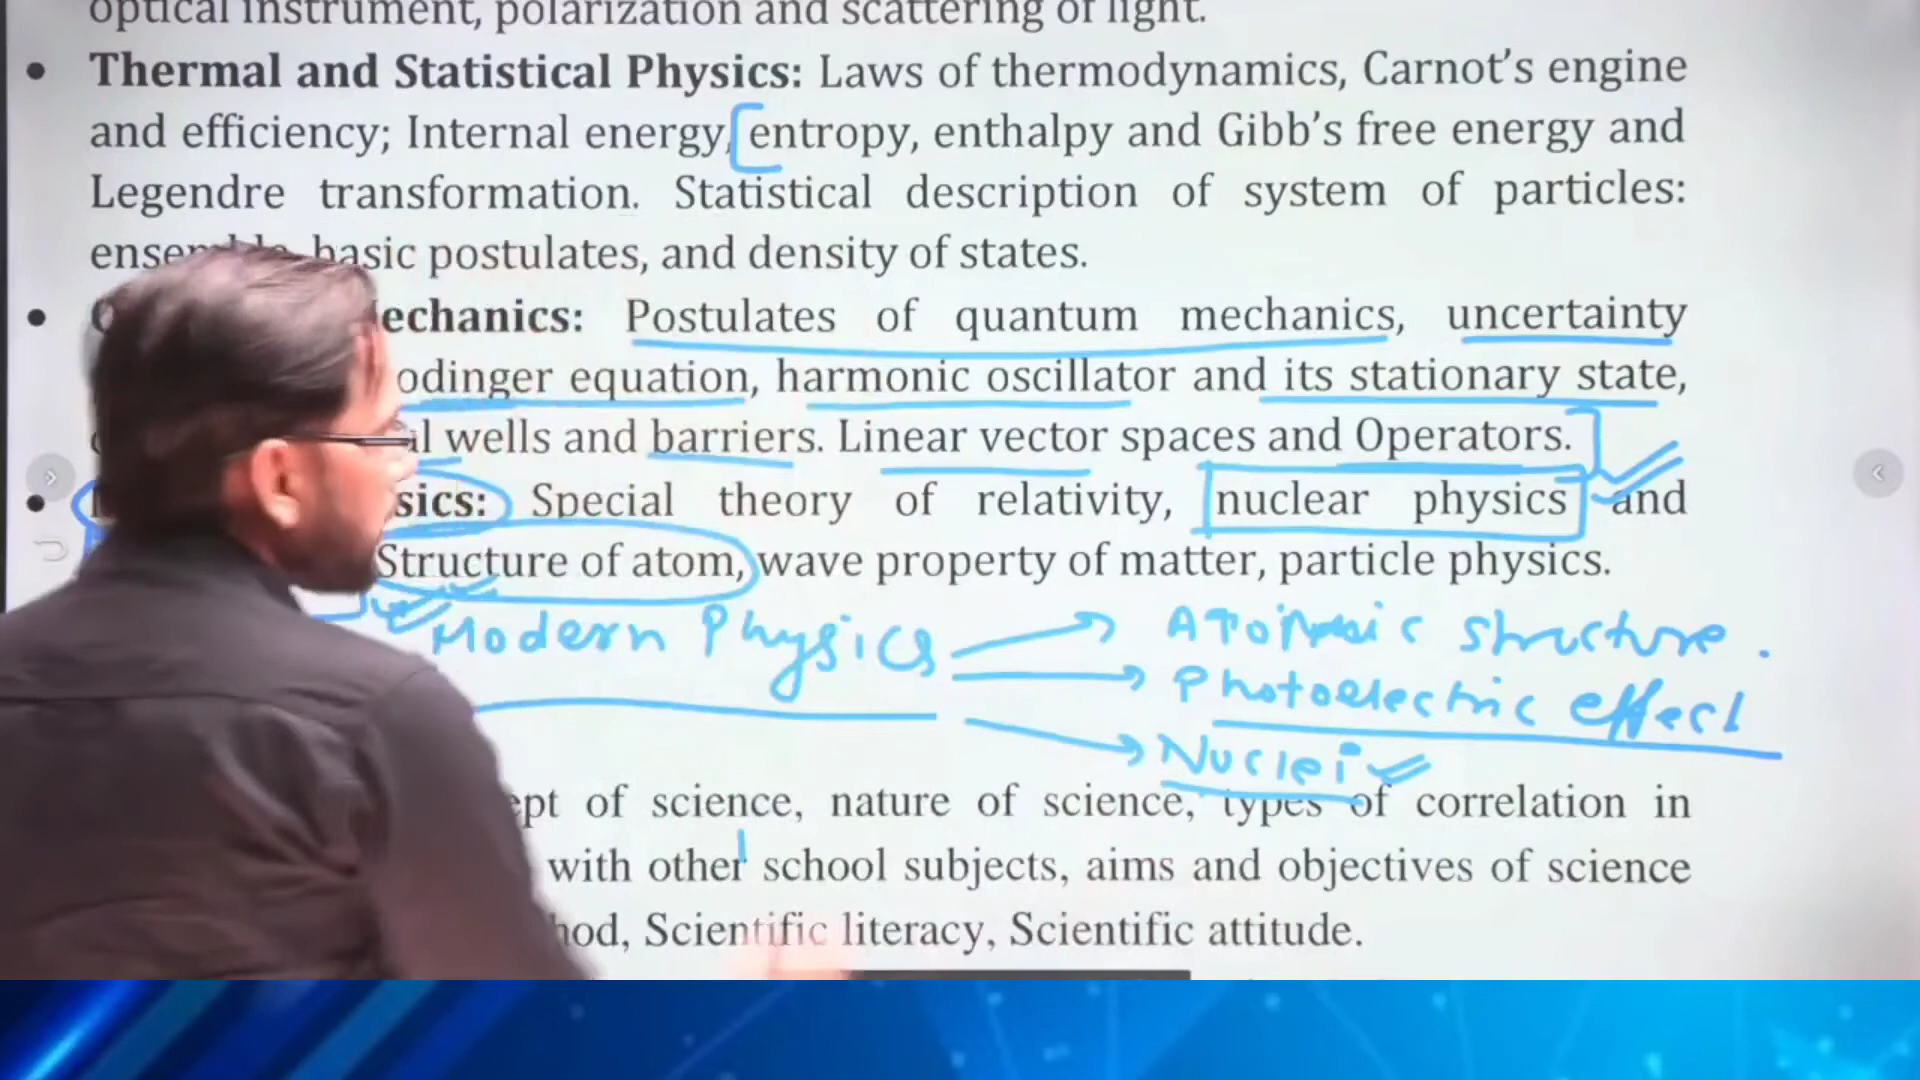 optical instrument, polarization and scattering of light.
• Thermal and Statistical Physics: Laws of thermodynamics, Carnot’s engine
and efficiency; Internal energy, entropy, enthalpy and Gibb’s free energy and
Legendre transformation. Statistical description of system of particles:
basic postulates, and density of states.
• echanics: Postulates of quantum mechanics, uncertainty
odinger equation, harmonic oscillator and its stationary state,
al wells and barriers. Linear vector spaces and Operators.
• sics: Special theory of relativity, nuclear physics and
Structure of atom, wave property of matter, particle physics.
Modern Physics
Structure.
Photoelectric effect
Nuclei
ept of science, nature of science, types of correlation in
with other school subjects, aims and objectives of science
hod, Scientific literacy, Scientific attitude.